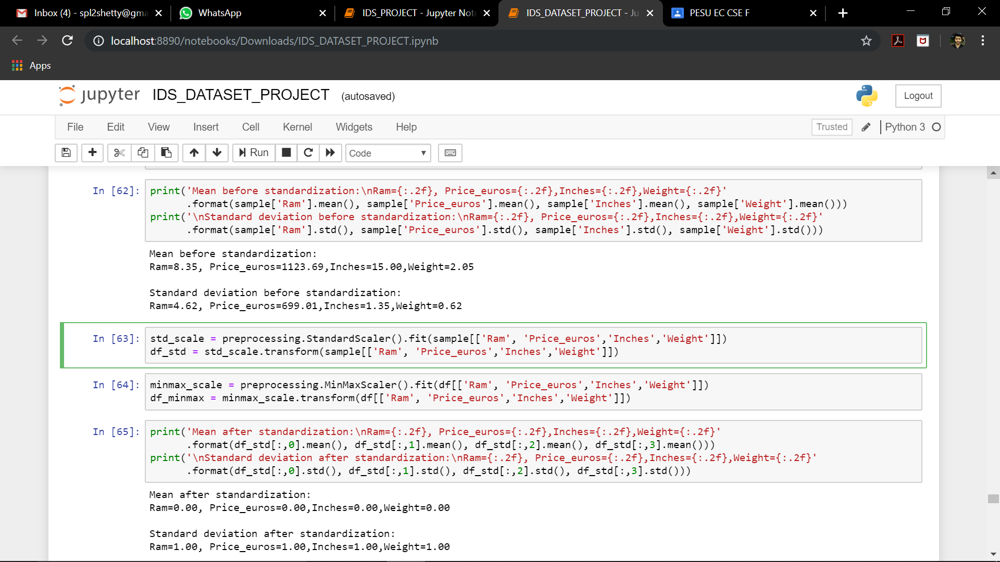 Inbox (4) - spl2shetty@gma
WhatsApp
IDS_PROJECT - Jupyter Not
IDS_DATASET_PROJECT - Ju
PESU EC CSE F
localhost:8890/notebooks/Downloads/IDS_DATASET_PROJECT.ipynb
Apps
jupyter IDS_DATASET_PROJECT (autosaved)
Logout
File Edit View Insert Cell Kernel Widgets Help
Trusted
Python 3
Run
Code
In [62]: print('Mean before standardization:\nRam={:.2f}, Price_euros={:.2f},Inches={:.2f},Weight={:.2f}'
.format(sample['Ram'].mean(), sample['Price_euros'].mean(), sample['Inches'].mean(), sample['Weight'].mean()))
print('\nStandard deviation before standardization:\nRam={:.2f}, Price_euros={:.2f},Inches={:.2f},Weight={:.2f}'
.format(sample['Ram'].std(), sample['Price_euros'].std(), sample['Inches'].std(), sample['Weight'].std()))
Mean before standardization:
Ram=8.35, Price_euros=1123.69,Inches=15.00,Weight=2.05
Standard deviation before standardization:
Ram=4.62, Price_euros=699.01,Inches=1.35,Weight=0.62
In [63]: std_scale = preprocessing.StandardScaler().fit(sample[['Ram', 'Price_euros','Inches','Weight']])
df_std = std_scale.transform(sample[['Ram', 'Price_euros','Inches','Weight']])
In [64]: minmax_scale = preprocessing.MinMaxScaler().fit(df[['Ram', 'Price_euros','Inches','Weight']])
df_minmax = minmax_scale.transform(df[['Ram', 'Price_euros','Inches','Weight']])
In [65]: print('Mean after standardization:\nRam={:.2f}, Price_euros={:.2f},Inches={:.2f},Weight={:.2f}'
.format(df_std[:,0].mean(), df_std[:,1].mean(), df_std[:,2].mean(), df_std[:,3].mean()))
print('\nStandard deviation after standardization:\nRam={:.2f}, Price_euros={:.2f},Inches={:.2f},Weight={:.2f}'
.format(df_std[:,0].std(), df_std[:,1].std(), df_std[:,2].std(), df_std[:,3].std()))
Mean after standardization:
Ram=0.00, Price_euros=0.00,Inches=0.00,Weight=0.00
Standard deviation after standardization:
Ram=1.00, Price_euros=1.00,Inches=1.00,Weight=1.00